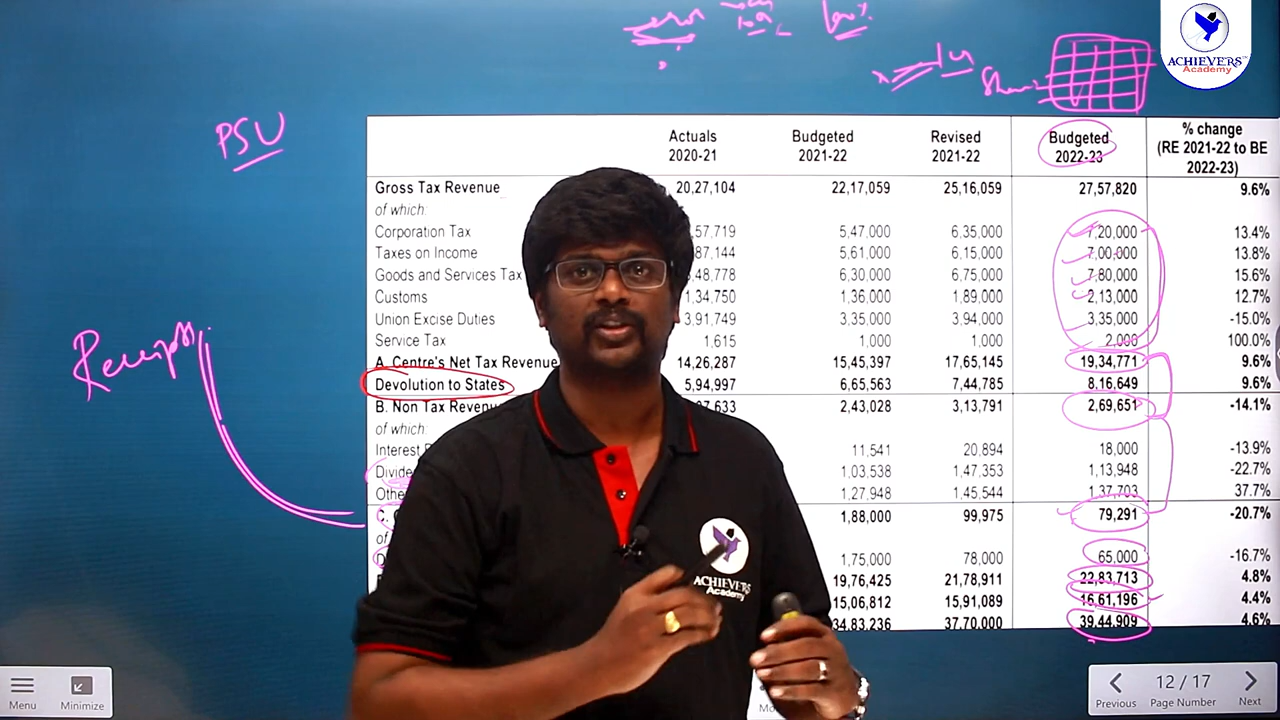 ACHIEVERS
Academy
PSU
Actuals Budgeted Revised Budgeted % change
2020-21 2021-22 2021-22 2022-23 (RE 2021-22 to BE
2022-23)
Gross Tax Revenue 20,27,104 22,17,059 25,16,059 27,57,820 9.6%
of which:
Corporation Tax 57,719 5,47,000 6,35,000 7,20,000 13.4%
Taxes on Income 87,144 5,61,000 6,15,000 7,00,000 13.8%
Goods and Services Tax 48,778 6,30,000 6,75,000 7,80,000 15.6%
Customs 1,34,750 1,36,000 1,89,000 2,13,000 12.7%
Union Excise Duties 3,91,749 3,35,000 3,94,000 3,35,000 -15.0%
Service Tax 1,615 1,000 1,000 2,000 100.0%
A. Centre's Net Tax Revenue 14,26,287 15,45,397 17,65,145 19,34,771 9.6%
Devolution to States 5,94,997 6,65,563 7,44,785 8,16,649 9.6%
B. Non Tax Revenu 7,633 2,43,028 3,13,791 2,69,651 -14.1%
of which:
Interest 11,541 20,894 18,000 -13.9%
Divide 1,03,538 1,47,353 1,13,948 -22.7%
Othe 1,27,948 1,45,544 1,37,703 37.7%
C. 1,88,000 99,975 79,291 -20.7%
1,75,000 78,000 65,000 -16.7%
19,76,425 21,78,911 22,83,713 4.8%
15,06,812 15,91,089 16,61,196 4.4%
34,83,236 37,70,000 39,44,909 4.6%
Receipts
ACHIEVERS
Academy
Menu Minimize
Previous 12 / 17 Next
Page Number